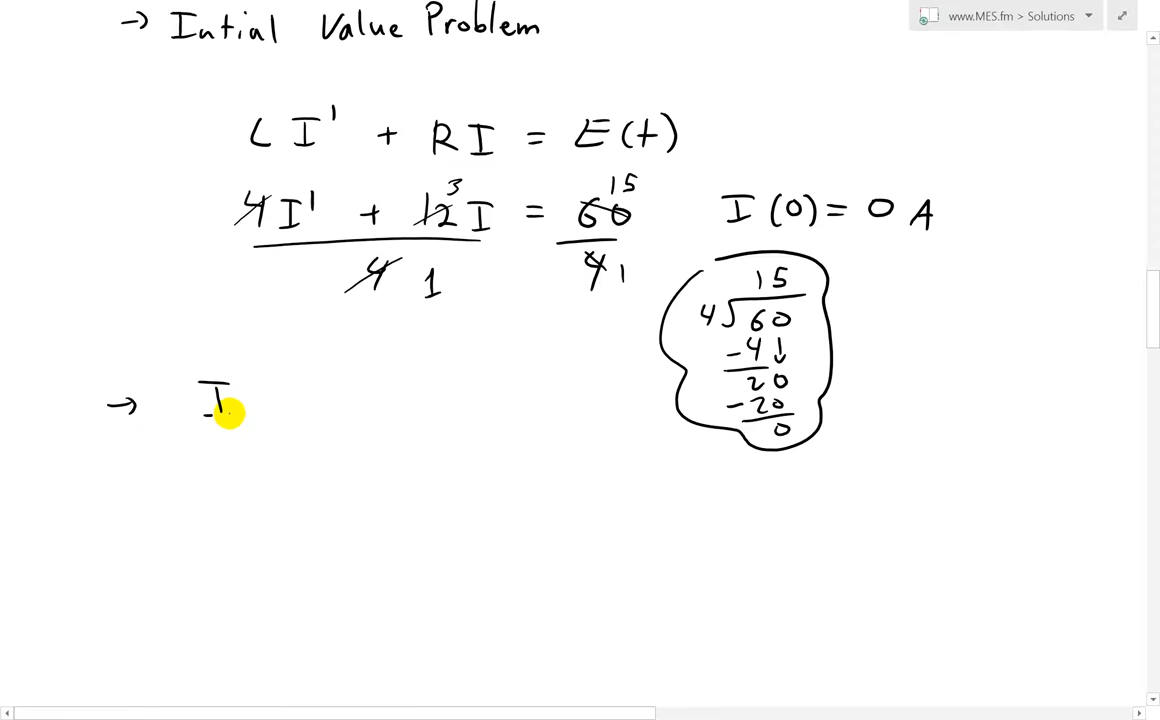 www.MES.fm > Solutions
→ Intial Value Problem
L I' + R I = E(t)
4 I' + 12 3 I = 60 15 I(0) = 0 A
4 1 4 1
15
4 60
-4 ↓
20
-20
0
→ I